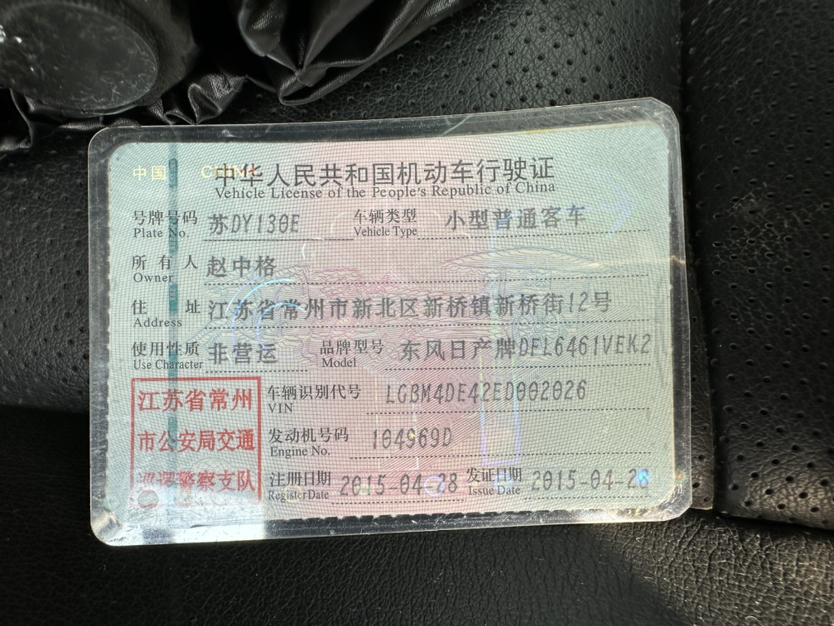 中国 CHINA
中华人民共和国机动车行驶证
Vehicle License of the People's Republic of China
号牌号码 苏DY130E 车辆类型 小型普通客车
Plate No. Vehicle Type
所有人 赵中格
Owner
住址 江苏省常州市新北区新桥镇新桥街12号
Address
使用性质 非营运 品牌型号 东风日产牌DFL6461VEK2
Use Character Model
江苏省常州
市公安局交通
巡逻警察支队
车辆识别代号 LGBM4DE42ED002026
VIN
发动机号码 104969D
Engine No.
注册日期 2015-04-28 发证日期 2015-04-28
Register Date Issue Date